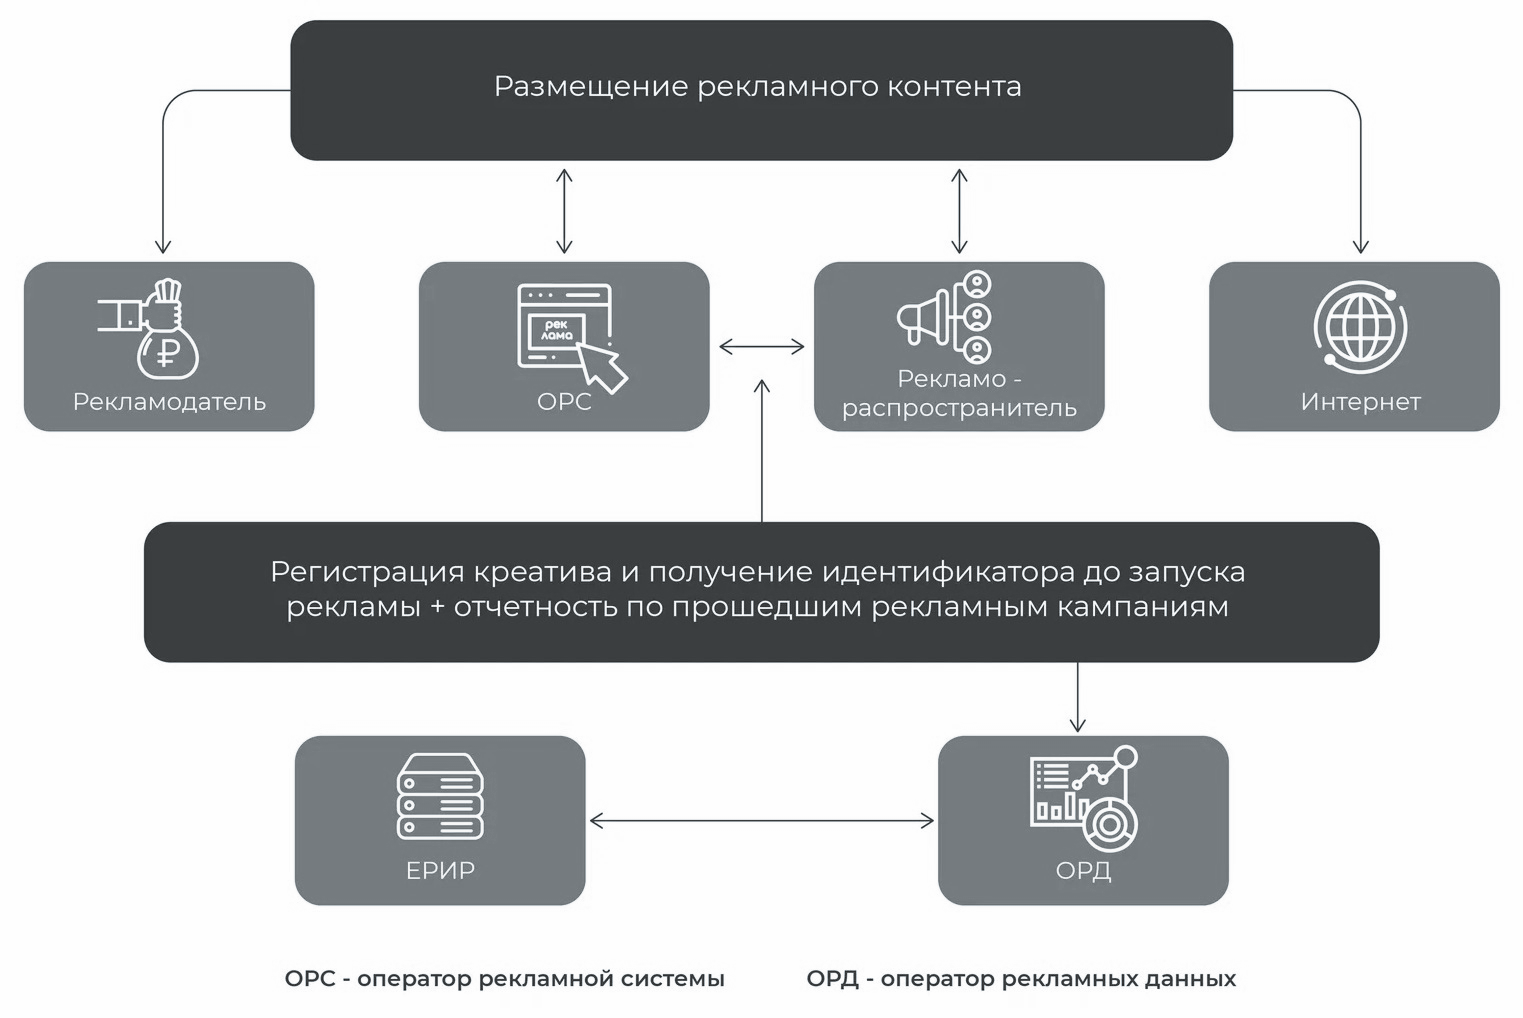 Размещение рекламного контента
рек
лама
₽
Рекламодатель
ОРС
Рекламо -
распространитель
Интернет
Регистрация креатива и получение идентификатора до запуска
рекламы + отчетность по прошедшим рекламным кампаниям
ЕРИР
ОРД
ОРС - оператор рекламной системы
ОРД - оператор рекламных данных